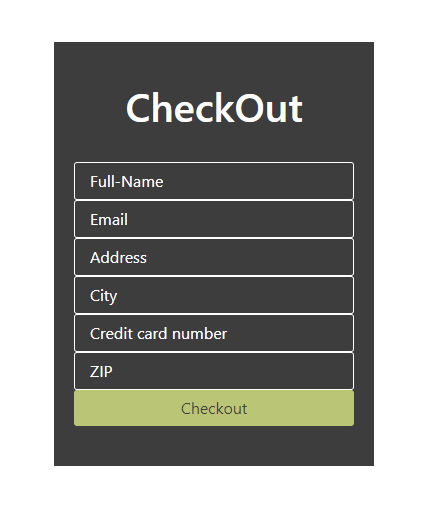 CheckOut
Full-Name
Email
Address
City
Credit card number
ZIP
Checkout